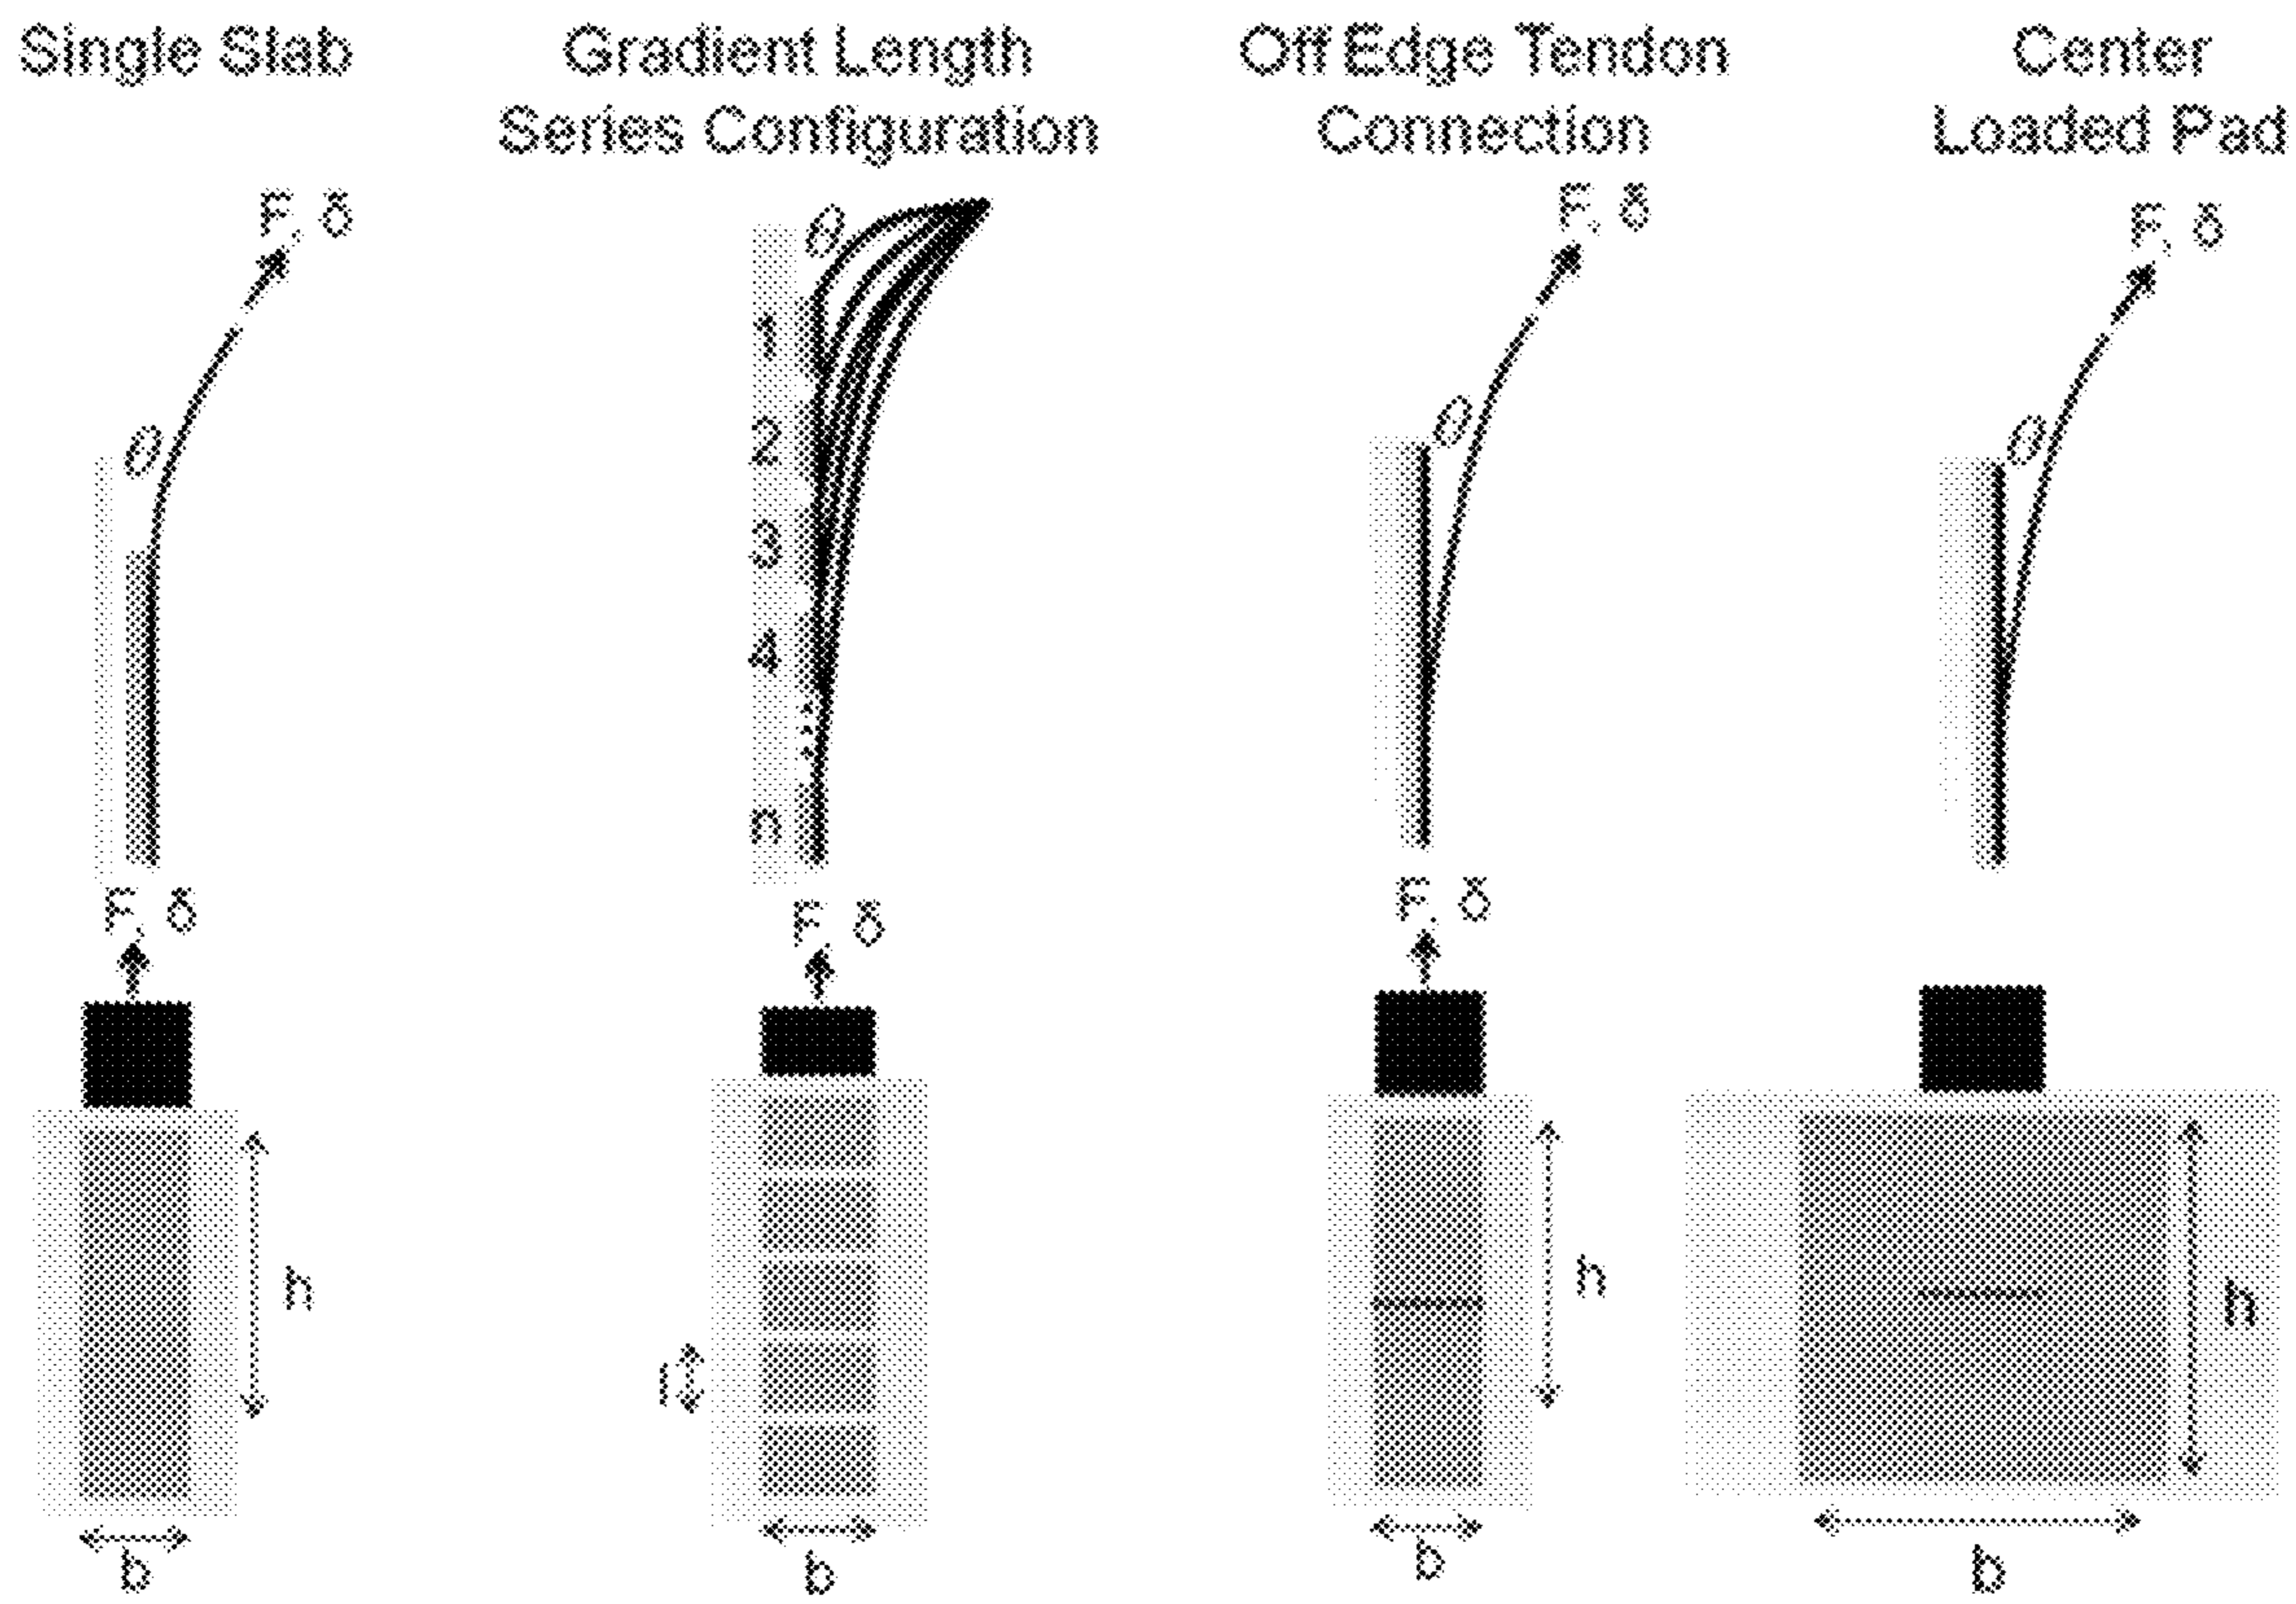 Single Slab
Gradient Length
Series Configuration
Off Edge Tendon
Connection
Center
Loaded Pad
F, δ
θ
θ
1
2
3
4
n
F, δ
θ
F, δ
θ
F, δ
h
b
F, δ
l
b
F, δ
h
b
h
b